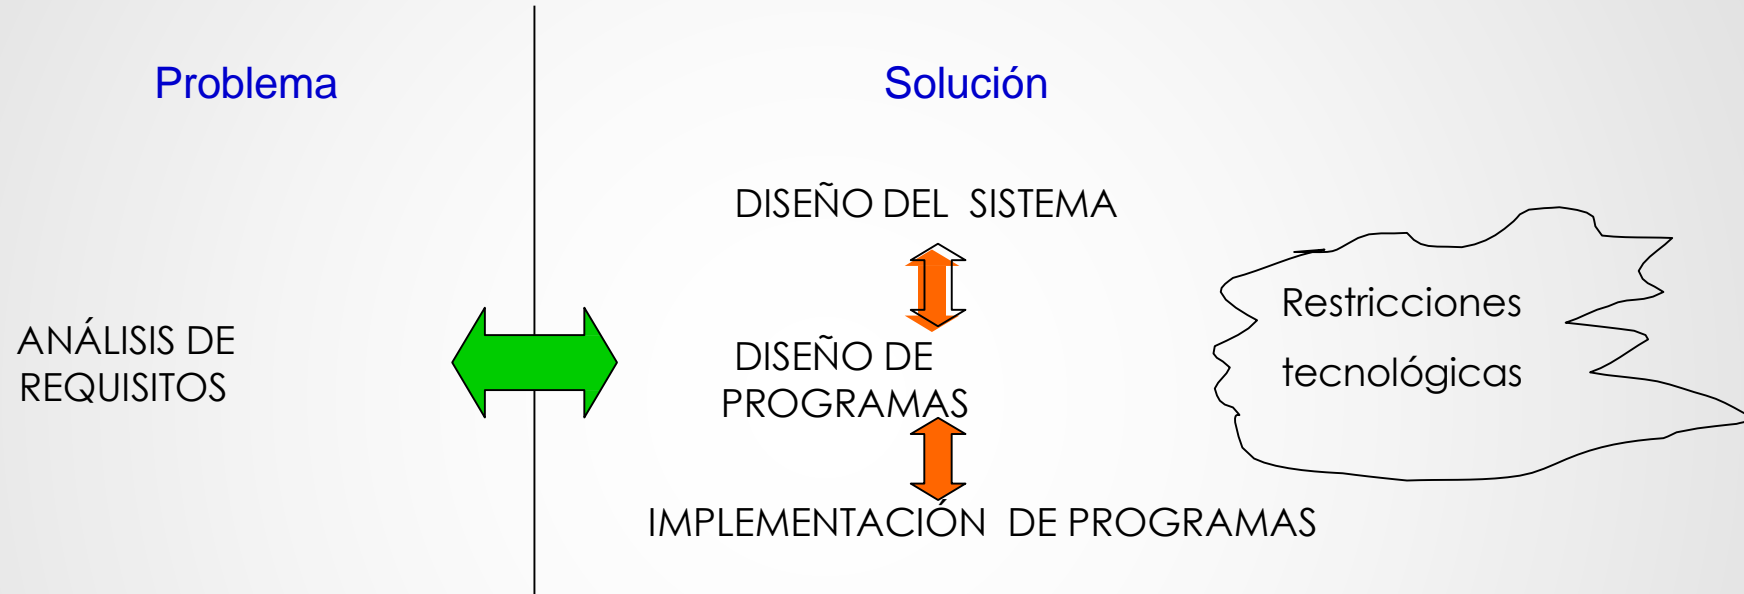 Problema
Solución
ANÁLISIS DE
REQUISITOS
DISEÑO DEL SISTEMA
DISEÑO DE
PROGRAMAS
IMPLEMENTACIÓN DE PROGRAMAS
Restricciones
tecnológicas